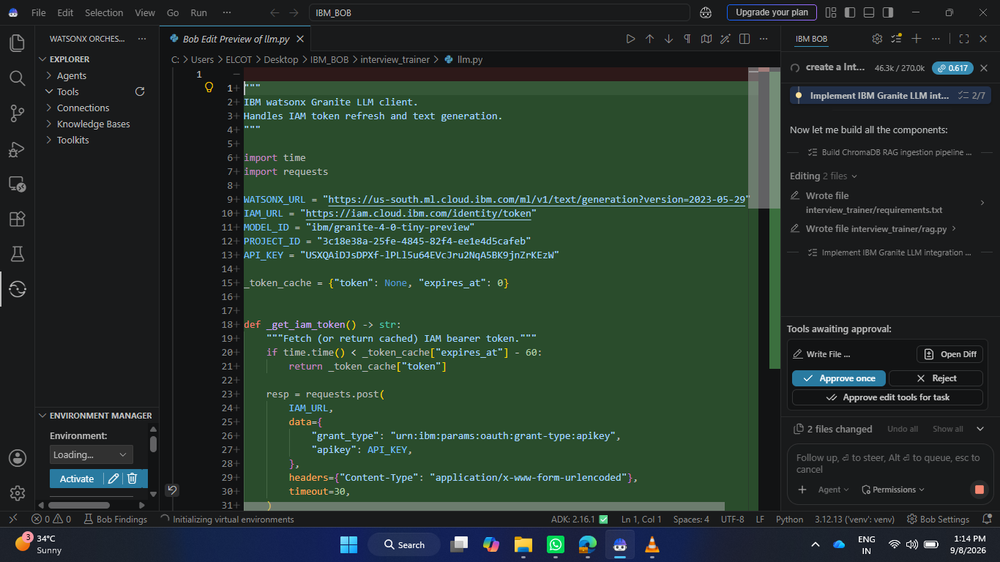 File Edit Selection View Go Run ··· IBM_BOB Upgrade your plan
WATSONX ORCHES... ···
EXPLORER
Agents
Tools
Connections
Knowledge Bases
Toolkits
ENVIRONMENT MANAGER
Environment:
Loading...
Activate
Bob Edit Preview of llm.py
C: > Users > ELCOT > Desktop > IBM_BOB > interview_trainer > llm.py
1 −
1+ """
2+ IBM watsonx Granite LLM client.
3+ Handles IAM token refresh and text generation.
4+ """
5+
6+ import time
7+ import requests
8+
9+ WATSONX_URL = "https://us-south.ml.cloud.ibm.com/ml/v1/text/generation?version=2023-05-29"
10+ IAM_URL = "https://iam.cloud.ibm.com/identity/token"
11+ MODEL_ID = "ibm/granite-4-0-tiny-preview"
12+ PROJECT_ID = "3c18e38a-25fe-4845-82f4-ee1e4d5cafeb"
13+ API_KEY = "USXQAiDJsDPXf-lPLl5u64EVcJru2NqA5BK9jnZrKEzW"
14+
15+ _token_cache = {"token": None, "expires_at": 0}
16+
17+
18+ def _get_iam_token() -> str:
19+ """Fetch (or return cached) IAM bearer token."""
20+ if time.time() < _token_cache["expires_at"] - 60:
21+ return _token_cache["token"]
22+
23+ resp = requests.post(
24+ IAM_URL,
25+ data={
26+ "grant_type": "urn:ibm:params:oauth:grant-type:apikey",
27+ "apikey": API_KEY,
28+ },
29+ headers={"Content-Type": "application/x-www-form-urlencoded"},
30+ timeout=30,
31+ )
IBM BOB
create a Int... 46.3k / 270.0k 0.617
Implement IBM Granite LLM int... 2/7
Now let me build all the components:
Build ChromaDB RAG ingestion pipeline ...
Editing 2 files
Wrote file
interview_trainer/requirements.txt
Wrote file interview_trainer/rag.py
Implement IBM Granite LLM integration ...
Tools awaiting approval:
Write File ... Open Diff
Approve once Reject
Approve edit tools for task
2 files changed Undo all Show all
Follow up, ⏎ to steer, Alt ⏎ to queue, esc to
cancel
Agent Permissions
0 0 Bob Findings Initializing virtual environments ADK: 2.16.1 ✅ Ln 1, Col 1 Spaces: 4 UTF-8 LF Python 3.12.13 ('venv': venv) Bob Settings
3 34°C
Sunny
Search
ENG
IN
1:14 PM
9/8/2026